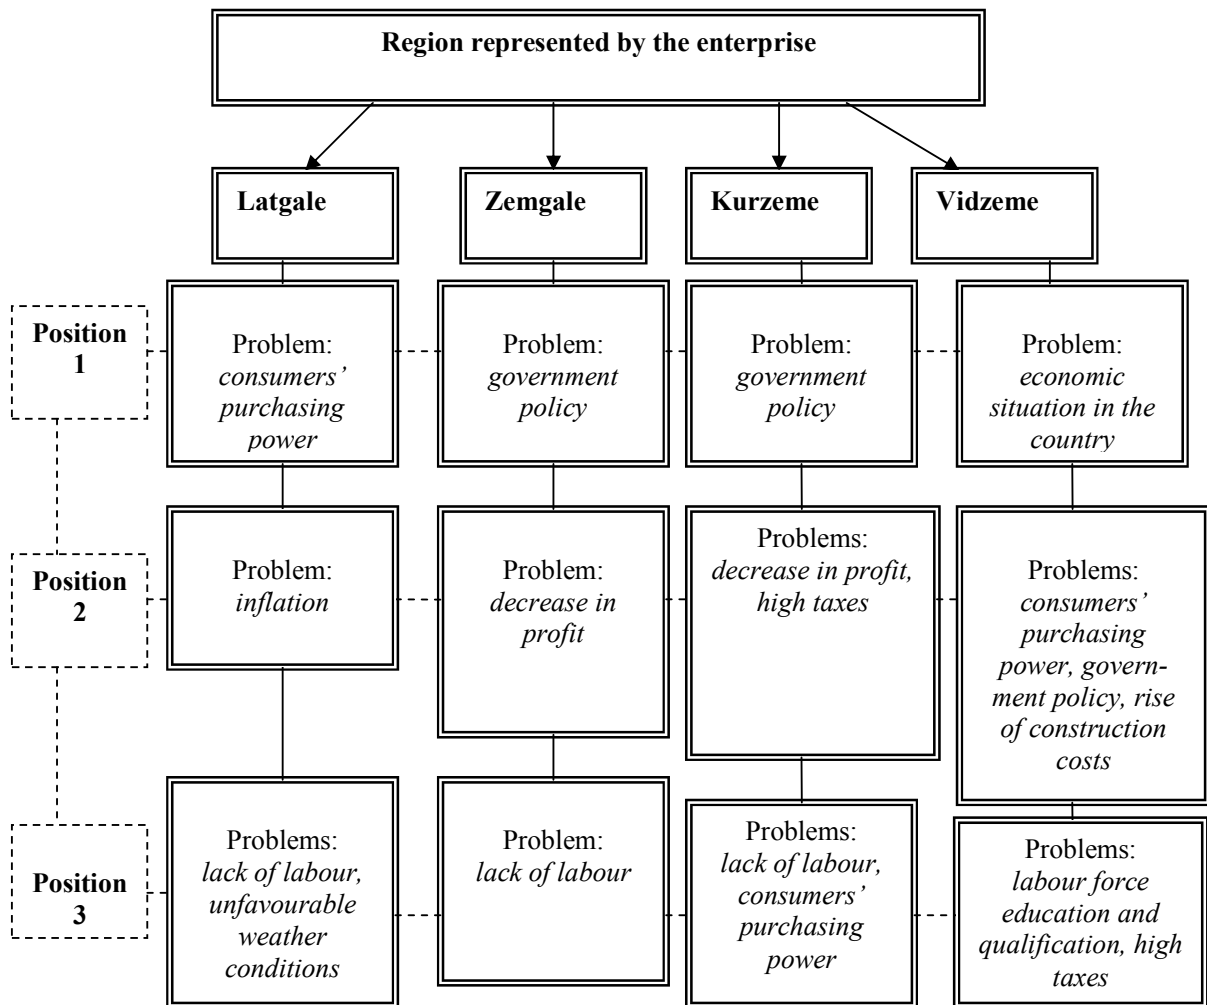 Region represented by the enterprise
Latgale
Zemgale
Kurzeme
Vidzeme
Position
1
Problem:
consumers’
purchasing
power
Problem:
government
policy
Problem:
government
policy
Problem:
economic
situation in the
country
Position
2
Problem:
inflation
Problem:
decrease in
profit
Problems:
decrease in profit,
high taxes
Problems:
consumers’
purchasing
power, govern-
ment policy, rise
of construction
costs
Position
3
Problems:
lack of labour,
unfavourable
weather
conditions
Problem:
lack of labour
Problems:
lack of labour,
consumers’
purchasing
power
Problems:
labour force
education and
qualification, high
taxes